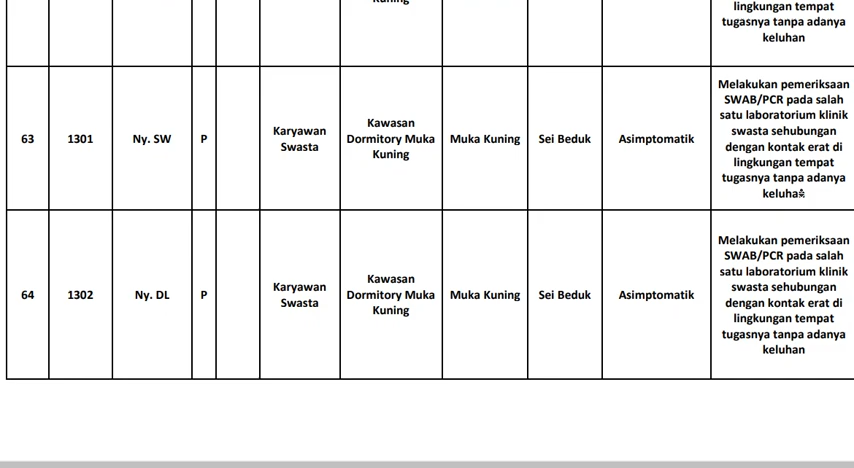 Kuning
lingkungan tempat
tugasnya tanpa adanya
keluhan
63 1301 Ny. SW P Karyawan Swasta Kawasan Dormitory Muka Kuning Muka Kuning Sei Beduk Asimptomatik
Melakukan pemeriksaan
SWAB/PCR pada salah
satu laboratorium klinik
swasta sehubungan
dengan kontak erat di
lingkungan tempat
tugasnya tanpa adanya
64 1302 Ny. DL P Karyawan Swasta Kawasan Dormitory Muka Kuning Muka Kuning Sei Beduk Asimptomatik
Melakukan pemeriksaan
SWAB/PCR pada salah
satu laboratorium klinik
swasta sehubungan
dengan kontak erat di
lingkungan tempat
tugasnya tanpa adanya
keluhan